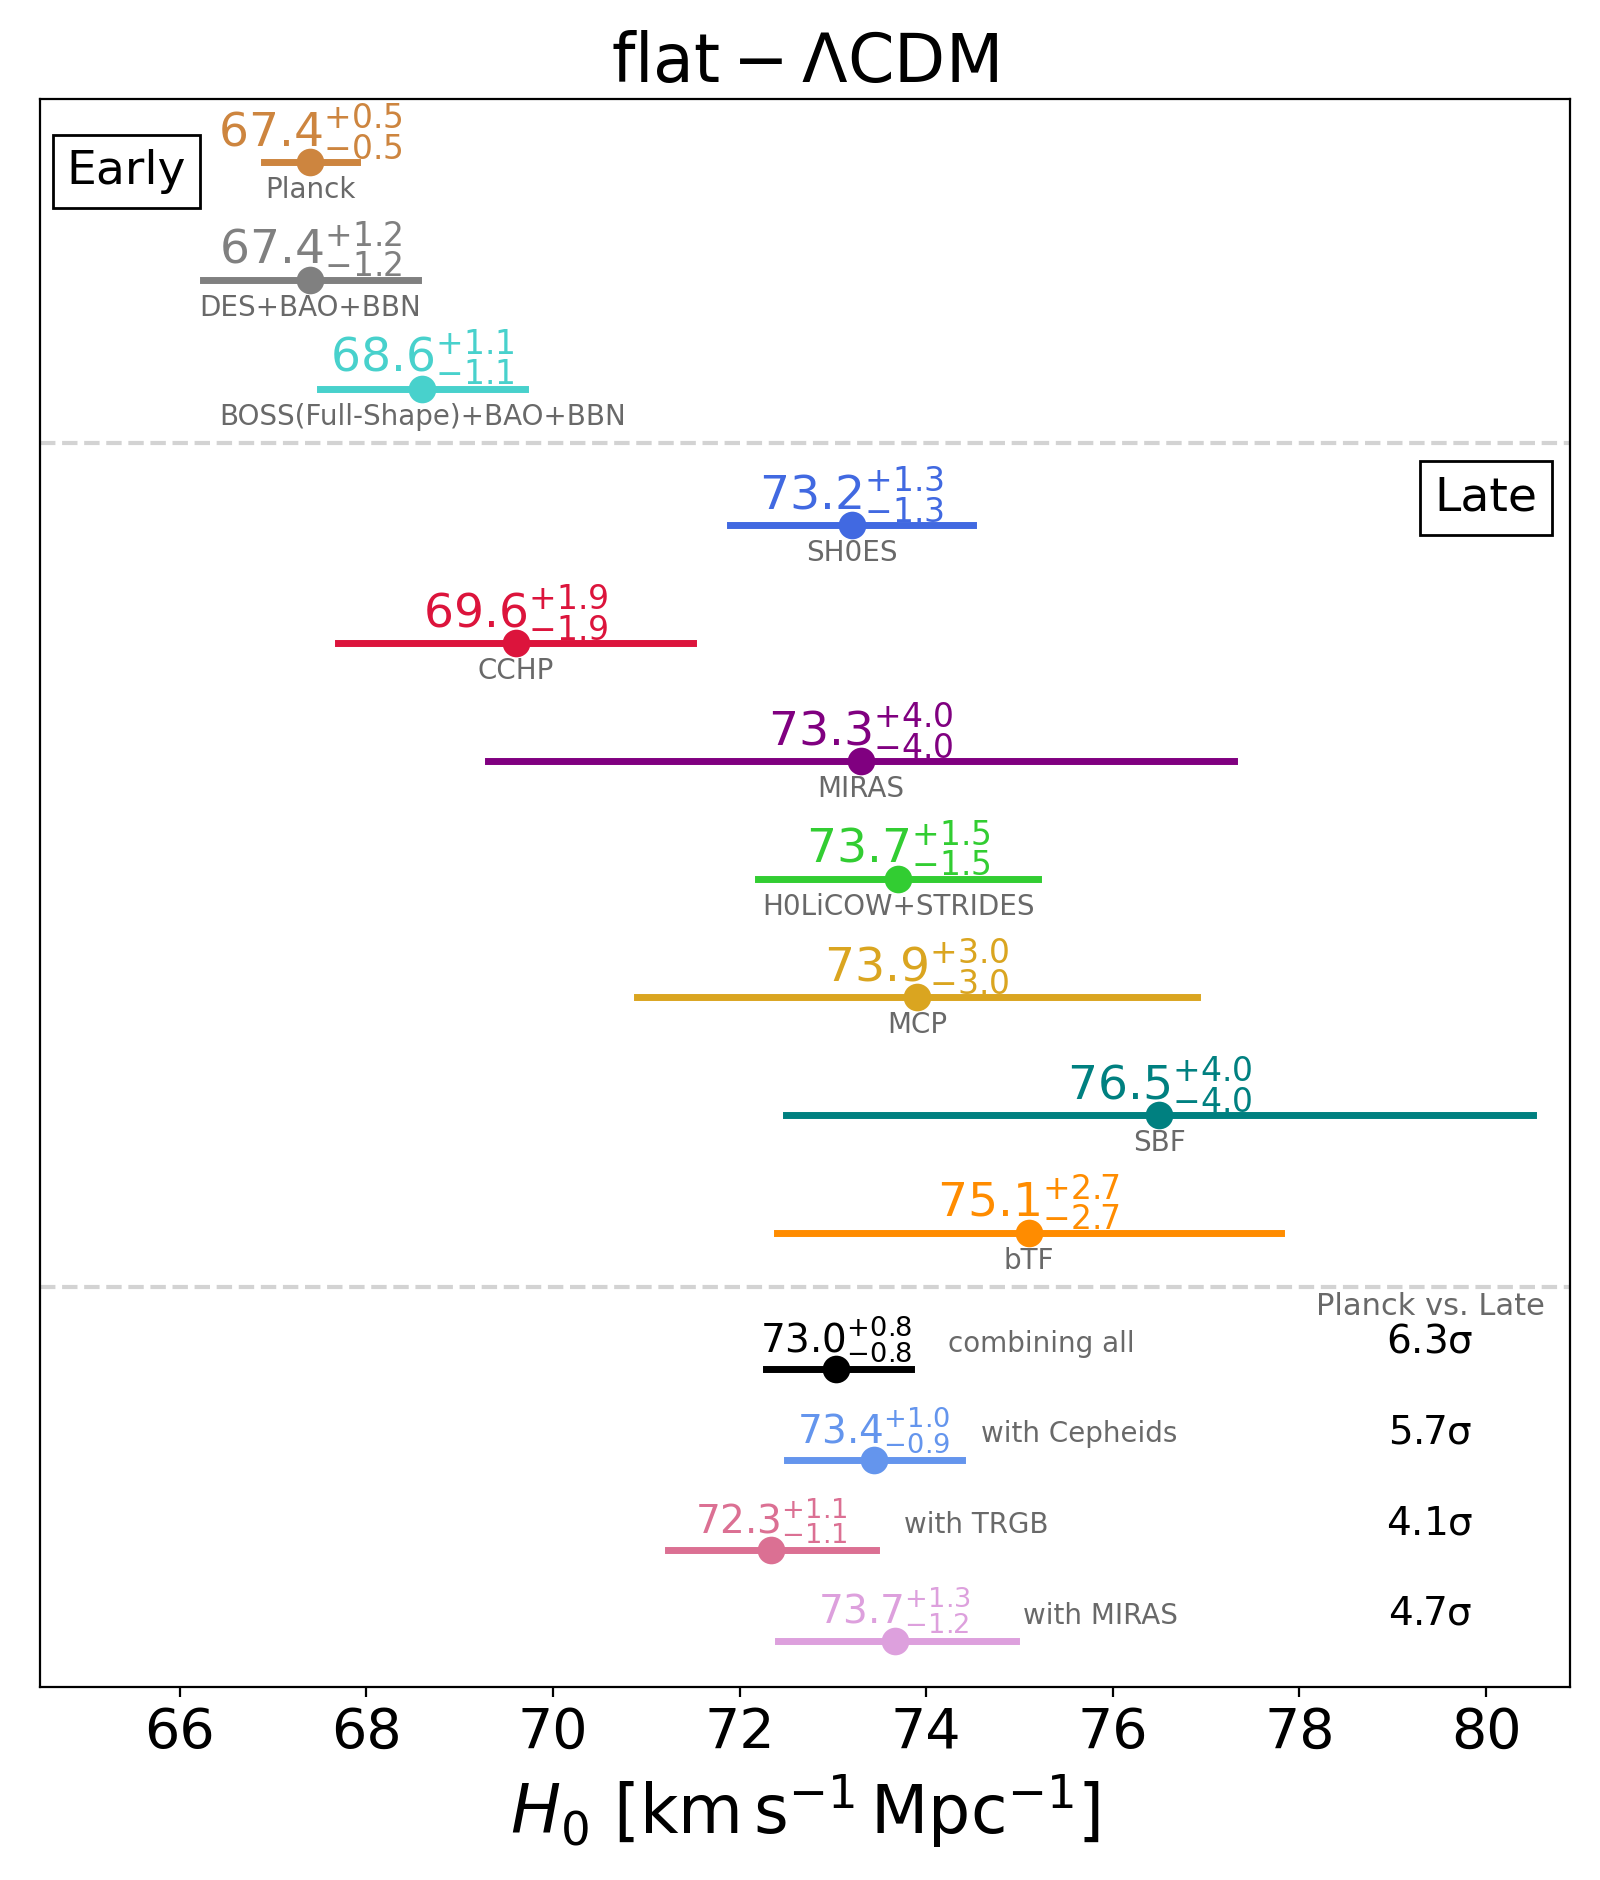 flat − ΛCDM
Early
67.4+0.5−0.5
Planck
67.4+1.2−1.2
DES+BAO+BBN
68.6+1.1−1.1
BOSS(Full-Shape)+BAO+BBN
Late
73.2+1.3−1.3
SH0ES
69.6+1.9−1.9
CCHP
73.3+4.0−4.0
MIRAS
73.7+1.5−1.5
H0LiCOW+STRIDES
73.9+3.0−3.0
MCP
76.5+4.0−4.0
SBF
75.1+2.7−2.7
bTF
Planck vs. Late
73.0+0.8−0.8 combining all 6.3σ
73.4+1.0−0.9 with Cepheids 5.7σ
72.3+1.1−1.1 with TRGB 4.1σ
73.7+1.3−1.2 with MIRAS 4.7σ
66 68 70 72 74 76 78 80
H0 [km s−1 Mpc−1]